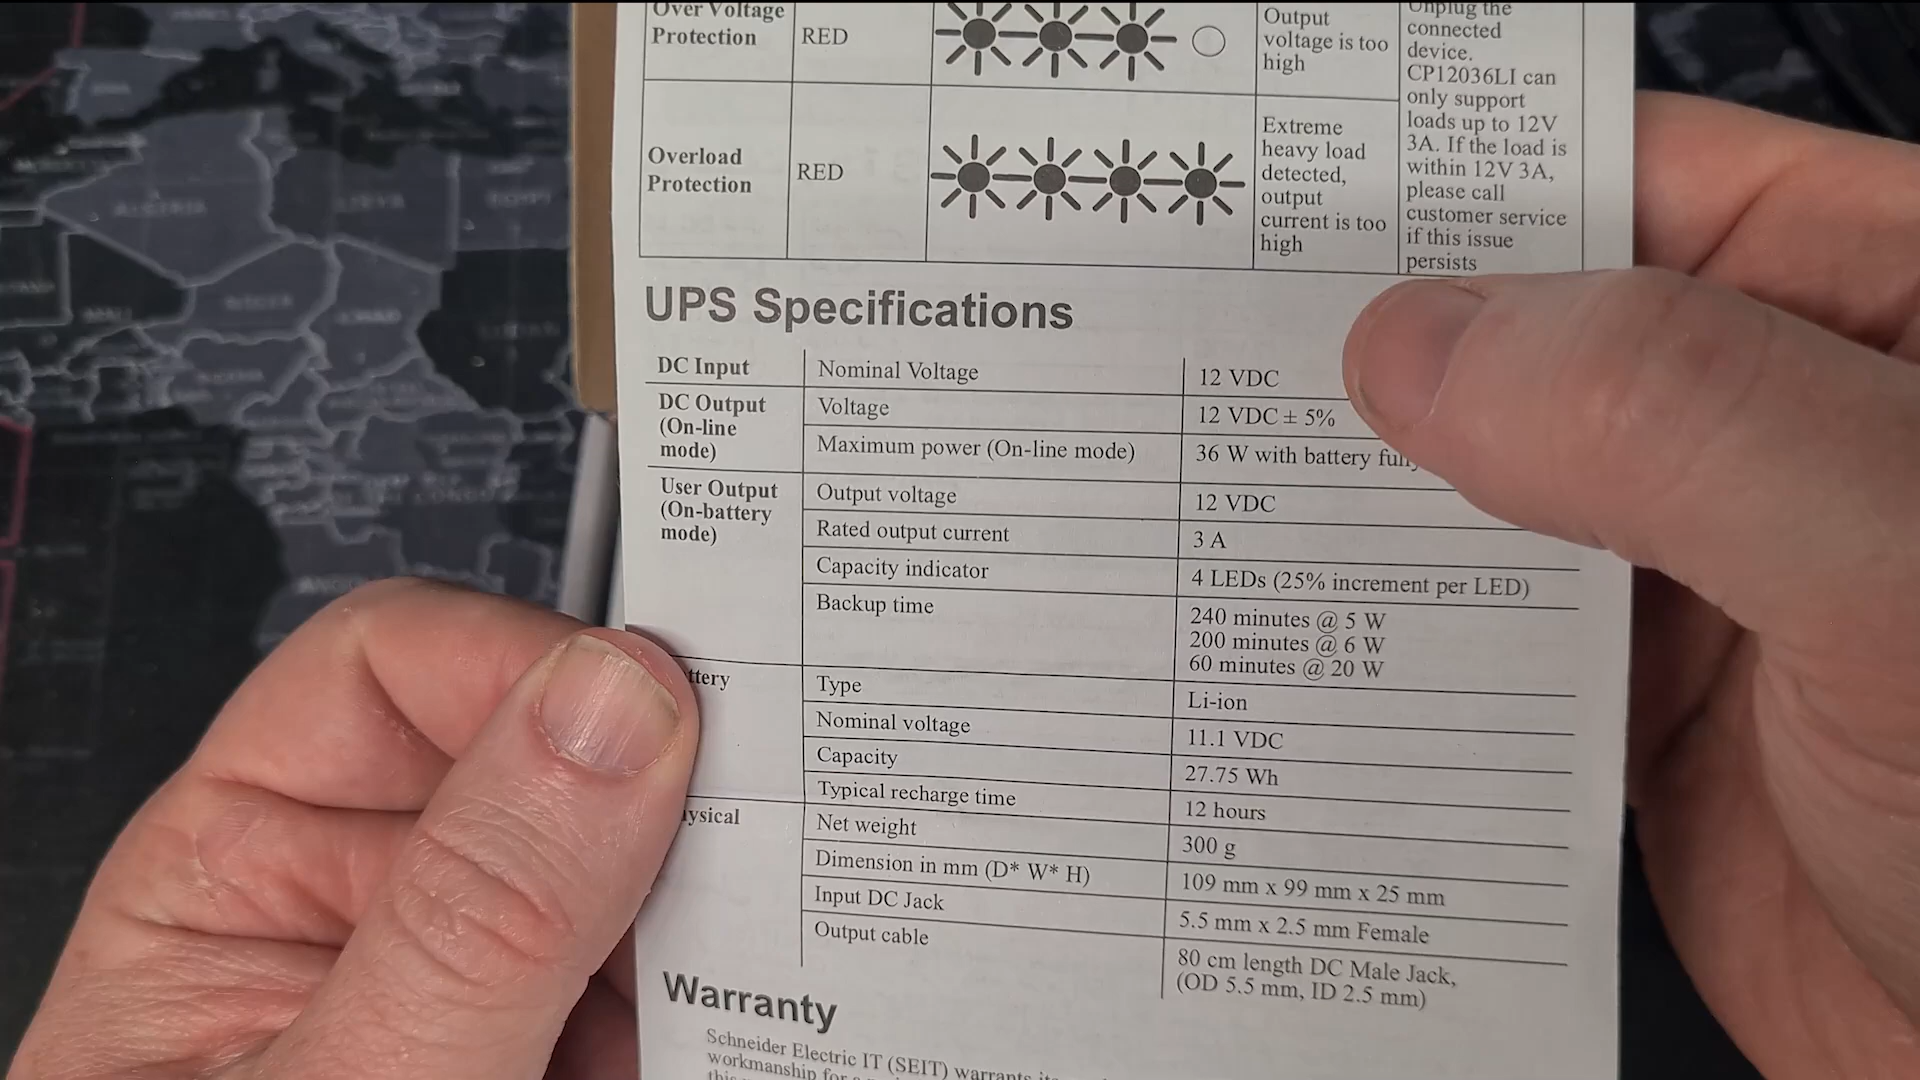 Over Voltage
Protection
RED
Output
voltage is too
high
Unplug the
connected
device.
CP12036LI can
only support
loads up to 12V
3A. If the load is
within 12V 3A,
please call
customer service
if this issue
persists
Overload
Protection
RED
Extreme
heavy load
detected,
output
current is too
high
UPS Specifications
DC Input
Nominal Voltage
12 VDC
DC Output
(On-line
mode)
Voltage
12 VDC ± 5%
Maximum power (On-line mode)
36 W with battery
User Output
(On-battery
mode)
Output voltage
12 VDC
Rated output current
3 A
Capacity indicator
4 LEDs (25% increment per LED)
Backup time
240 minutes @ 5 W
200 minutes @ 6 W
60 minutes @ 20 W
Type
Li-ion
Nominal voltage
11.1 VDC
Capacity
27.75 Wh
Typical recharge time
12 hours
Net weight
300 g
Dimension in mm (D* W* H)
109 mm x 99 mm x 25 mm
Input DC Jack
5.5 mm x 2.5 mm Female
Output cable
80 cm length DC Male Jack,
(OD 5.5 mm, ID 2.5 mm)
Warranty
Schneider Electric IT (SEIT) warrants
workmanship for